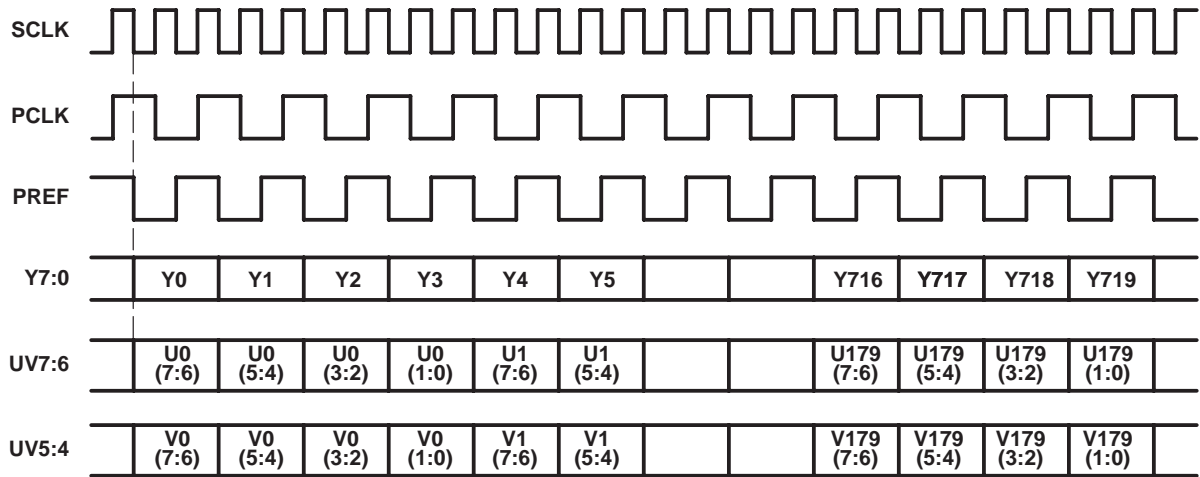 SCLK
PCLK
PREF
Y7:0 Y0 Y1 Y2 Y3 Y4 Y5 Y716 Y717 Y718 Y719
UV7:6 U0 U0 U0 U0 U1 U1 U179 U179 U179 U179
(7:6) (5:4) (3:2) (1:0) (7:6) (5:4) (7:6) (5:4) (3:2) (1:0)
UV5:4 V0 V0 V0 V0 V1 V1 V179 V179 V179 V179
(7:6) (5:4) (3:2) (1:0) (7:6) (5:4) (7:6) (5:4) (3:2) (1:0)